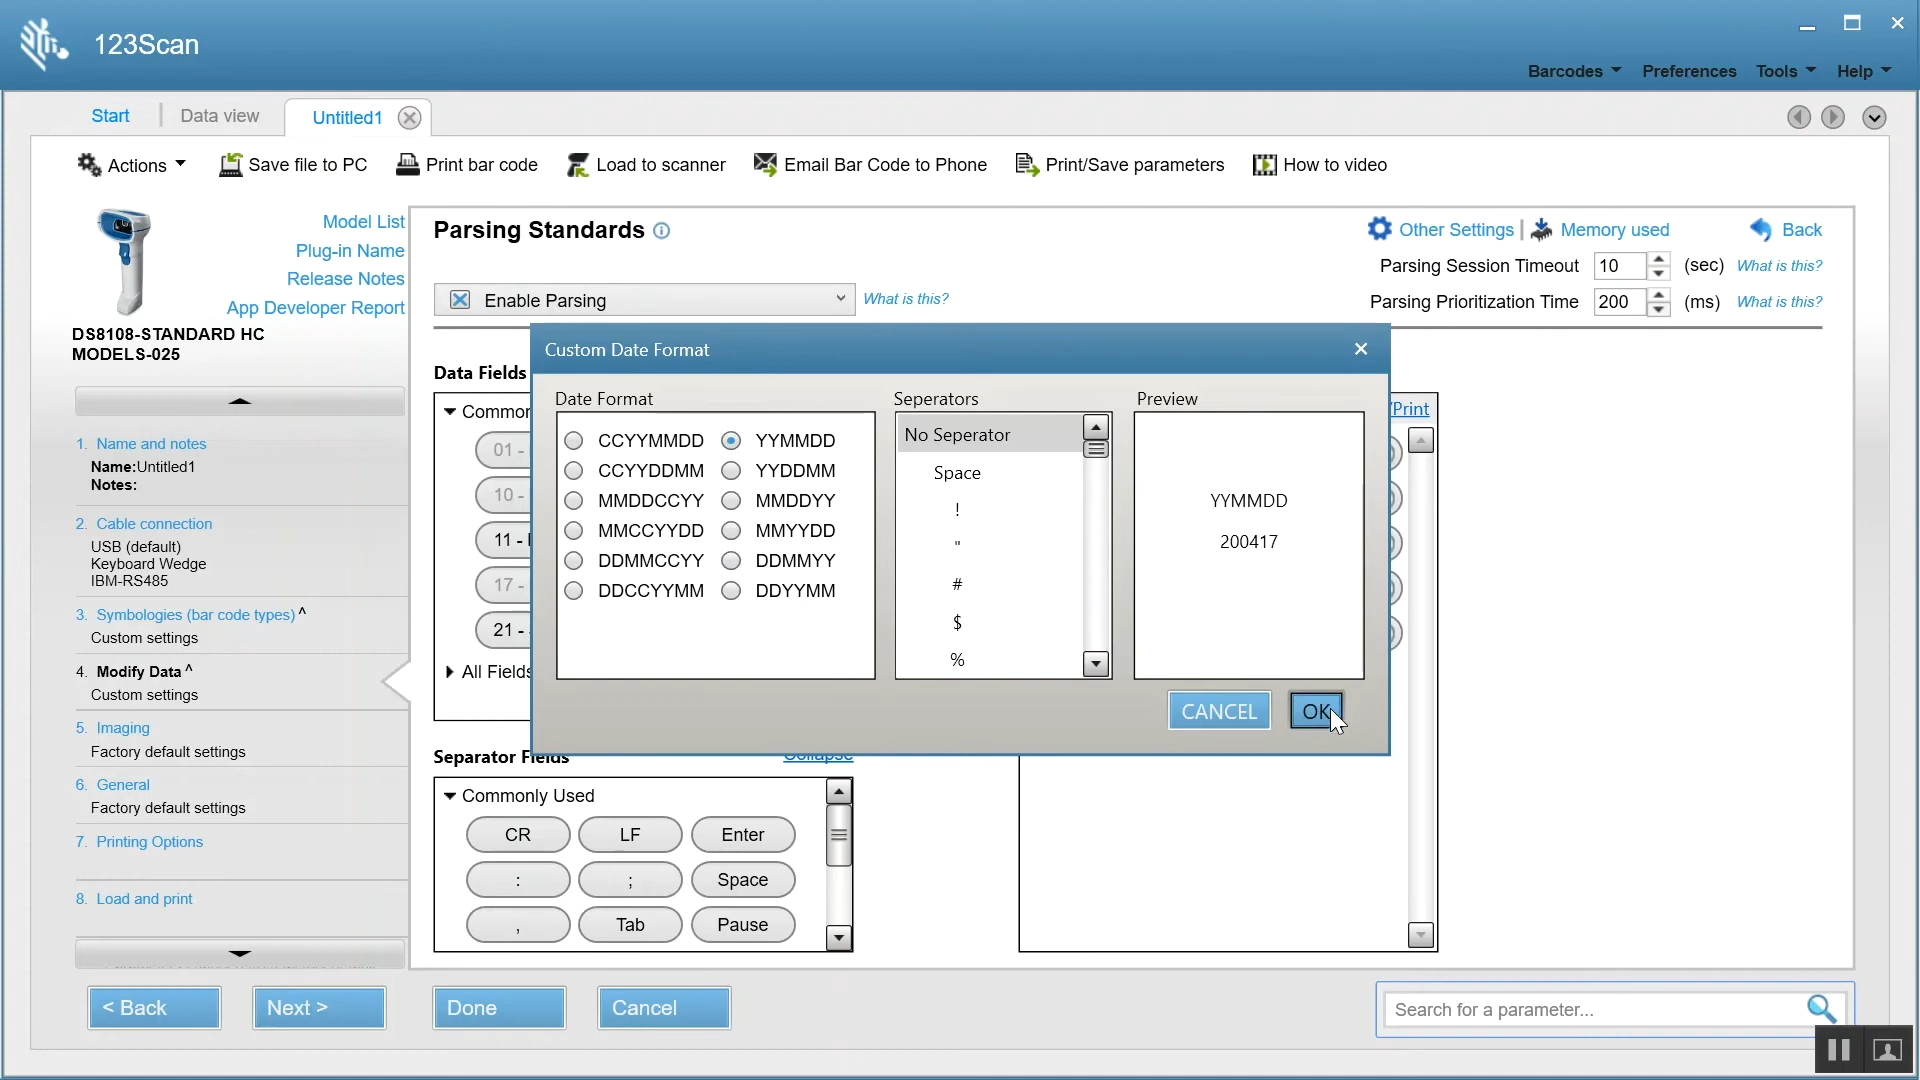 123Scan
Barcodes Preferences Tools Help
Start Data view Untitled1
Actions Save file to PC Print bar code Load to scanner Email Bar Code to Phone Print/Save parameters How to video
Model List
Plug-in Name
Release Notes
App Developer Report
DS8108-STANDARD HC
MODELS-025
1. Name and notes
Name:Untitled1
Notes:
2. Cable connection
USB (default)
Keyboard Wedge
IBM-RS485
3. Symbologies (bar code types) ^
Custom settings
4. Modify Data ^
Custom settings
5. Imaging
Factory default settings
6. General
Factory default settings
7. Printing Options
8. Load and print
Parsing Standards
Other Settings | Memory used Back
Parsing Session Timeout 10 (sec) What is this?
Enable Parsing What is this?
Parsing Prioritization Time 200 (ms) What is this?
Data Fields
Common
01 -
10 -
11 -
17 -
21 -
All Fields
/Print
Custom Date Format
Date Format Seperators Preview
CCYYMMDD YYMMDD
CCYYDDMM YYDDMM
MMDDCCYY MMDDYY
MMCCYYDD MMYYDD
DDMMCCYY DDMMYY
DDCCYYMM DDYYMM
No Seperator
Space
!
"
#
$
%
YYMMDD
200417
CANCEL OK
Separator Fields Collapse
Commonly Used
CR LF Enter
: ; Space
, Tab Pause
< Back Next > Done Cancel
Search for a parameter...